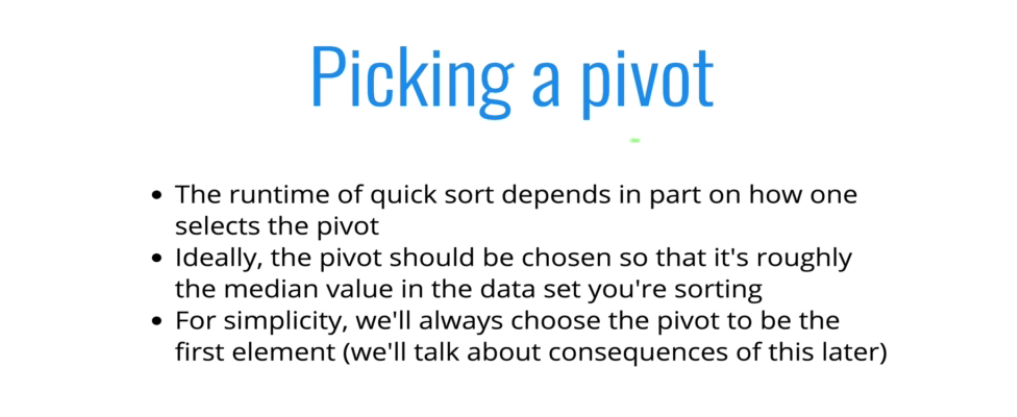 Picking a pivot
• The runtime of quick sort depends in part on how one
selects the pivot
• Ideally, the pivot should be chosen so that it's roughly
the median value in the data set you're sorting
• For simplicity, we'll always choose the pivot to be the
first element (we'll talk about consequences of this later)